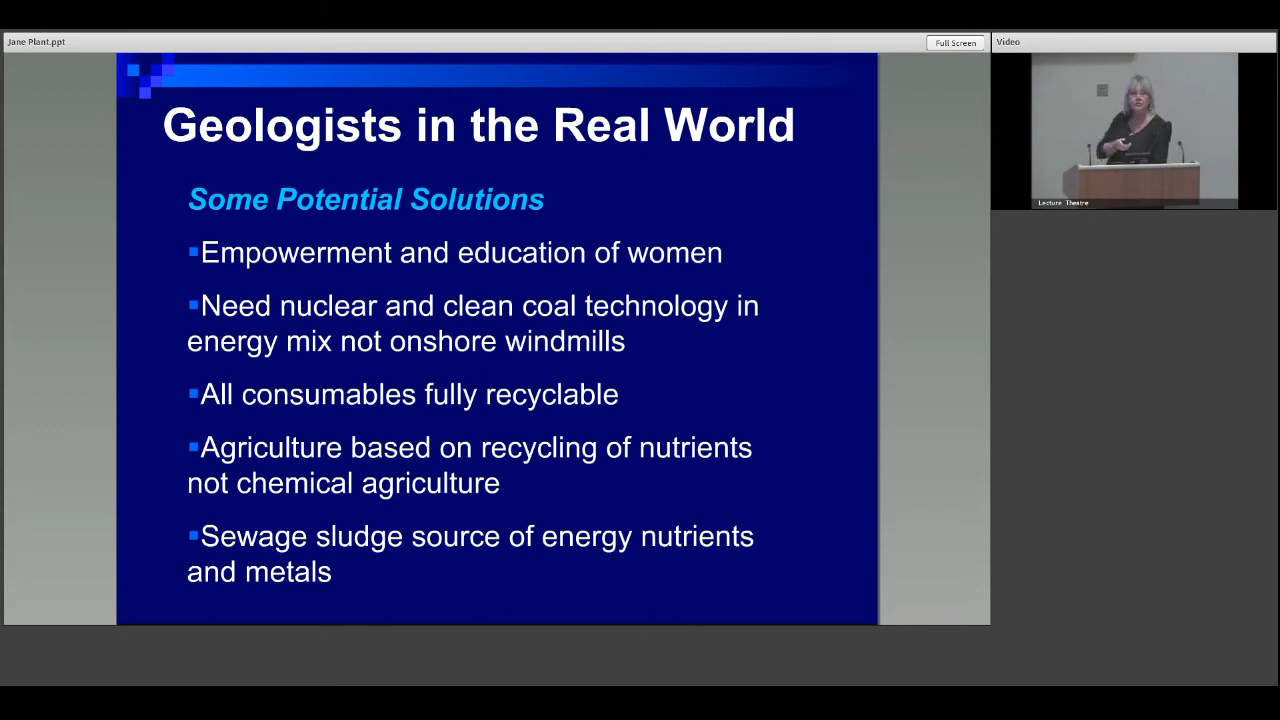 Jane Plant.ppt
Full Screen
Video
Geologists in the Real World
Some Potential Solutions
▪Empowerment and education of women
▪Need nuclear and clean coal technology in
energy mix not onshore windmills
▪All consumables fully recyclable
▪Agriculture based on recycling of nutrients
not chemical agriculture
▪Sewage sludge source of energy nutrients
and metals
Lecture Theatre